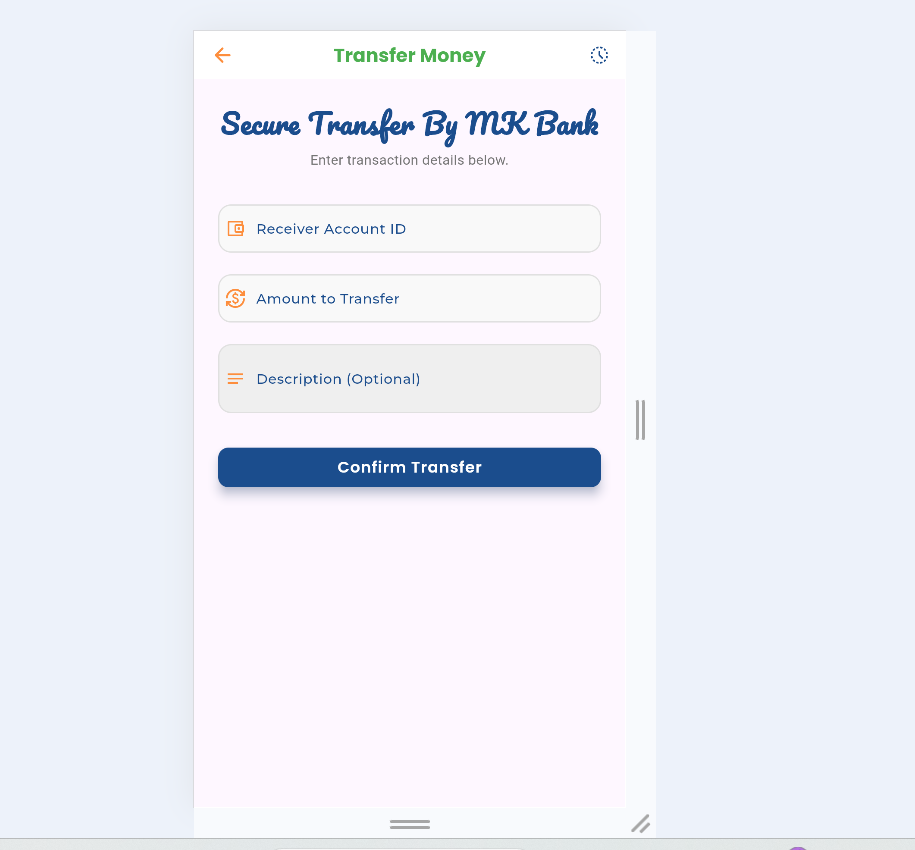 Transfer Money
Secure Transfer By MK Bank
Enter transaction details below.
Receiver Account ID
Amount to Transfer
Description (Optional)
Confirm Transfer